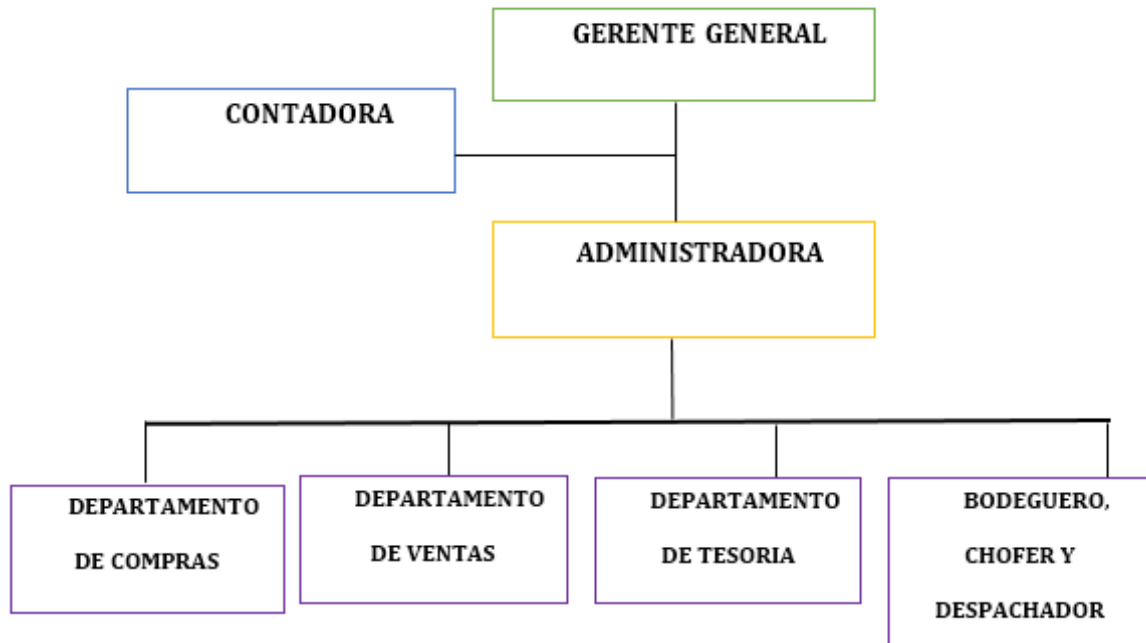 GERENTE GENERAL
CONTADORA
ADMINISTRADORA
DEPARTAMENTO
DE COMPRAS
DEPARTAMENTO
DE VENTAS
DEPARTAMENTO
DE TESORIA
BODEGUERO,
CHOFER Y
DESPACHADOR